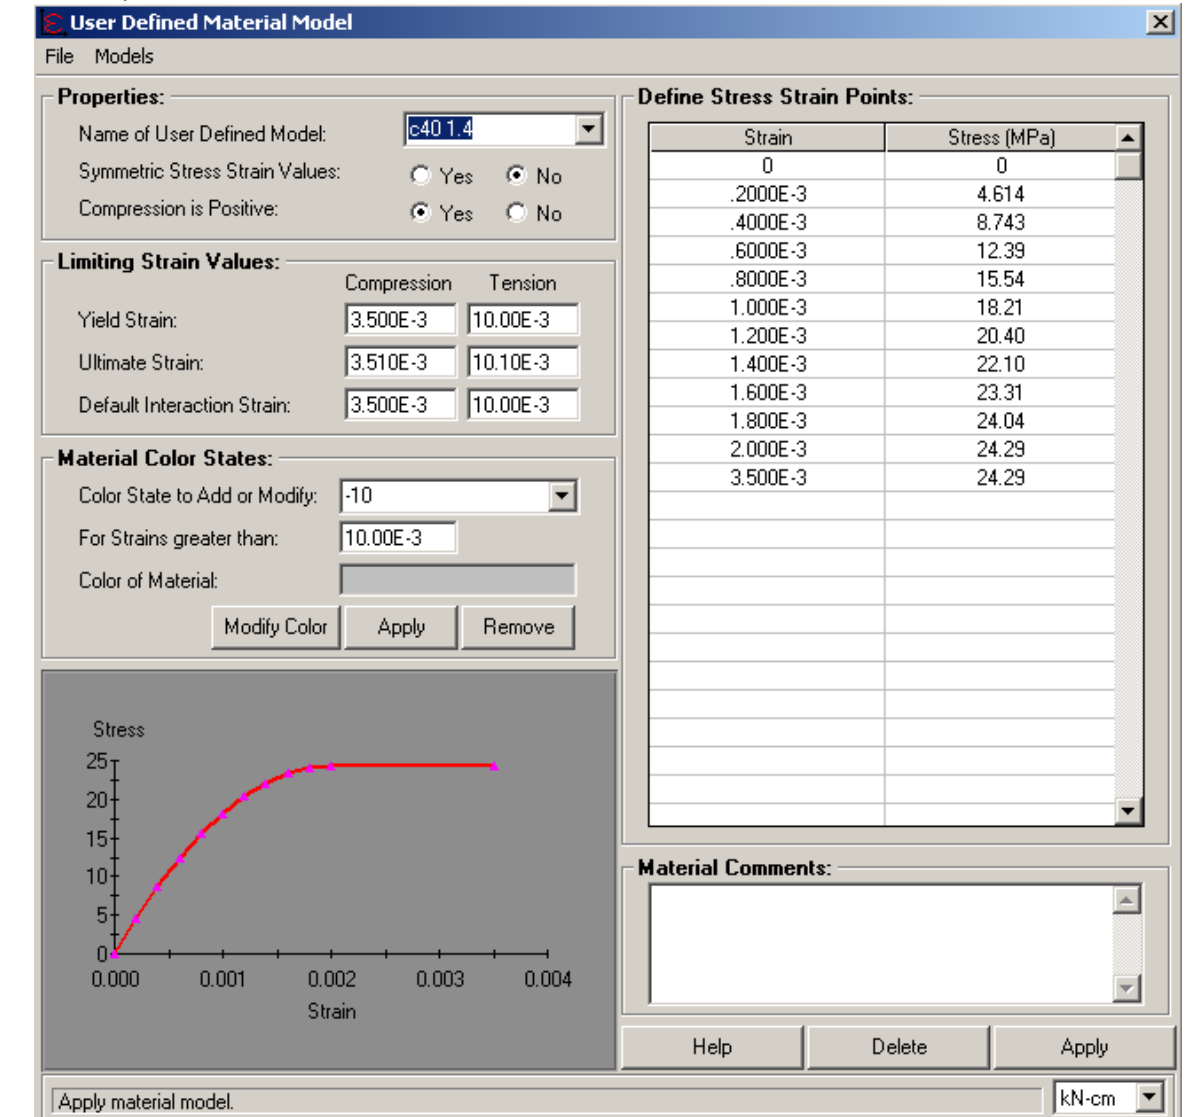 User Defined Material Model
File Models
Properties:
Name of User Defined Model: c40 1.4
Symmetric Stress Strain Values: Yes No
Compression is Positive: Yes No
Limiting Strain Values:
Compression Tension
Yield Strain: 3.500E-3 10.00E-3
Ultimate Strain: 3.510E-3 10.10E-3
Default Interaction Strain: 3.500E-3 10.00E-3
Material Color States:
Color State to Add or Modify: -10
For Strains greater than: 10.00E-3
Color of Material:
Modify Color Apply Remove
Stress
25
20
15
10
5
0
0.000 0.001 0.002 0.003 0.004
Strain
Define Stress Strain Points:
Strain Stress (MPa)
0 0
.2000E-3 4.614
.4000E-3 8.743
.6000E-3 12.39
.8000E-3 15.54
1.000E-3 18.21
1.200E-3 20.40
1.400E-3 22.10
1.600E-3 23.31
1.800E-3 24.04
2.000E-3 24.29
3.500E-3 24.29
Material Comments:
Help Delete Apply
Apply material model. kN-cm